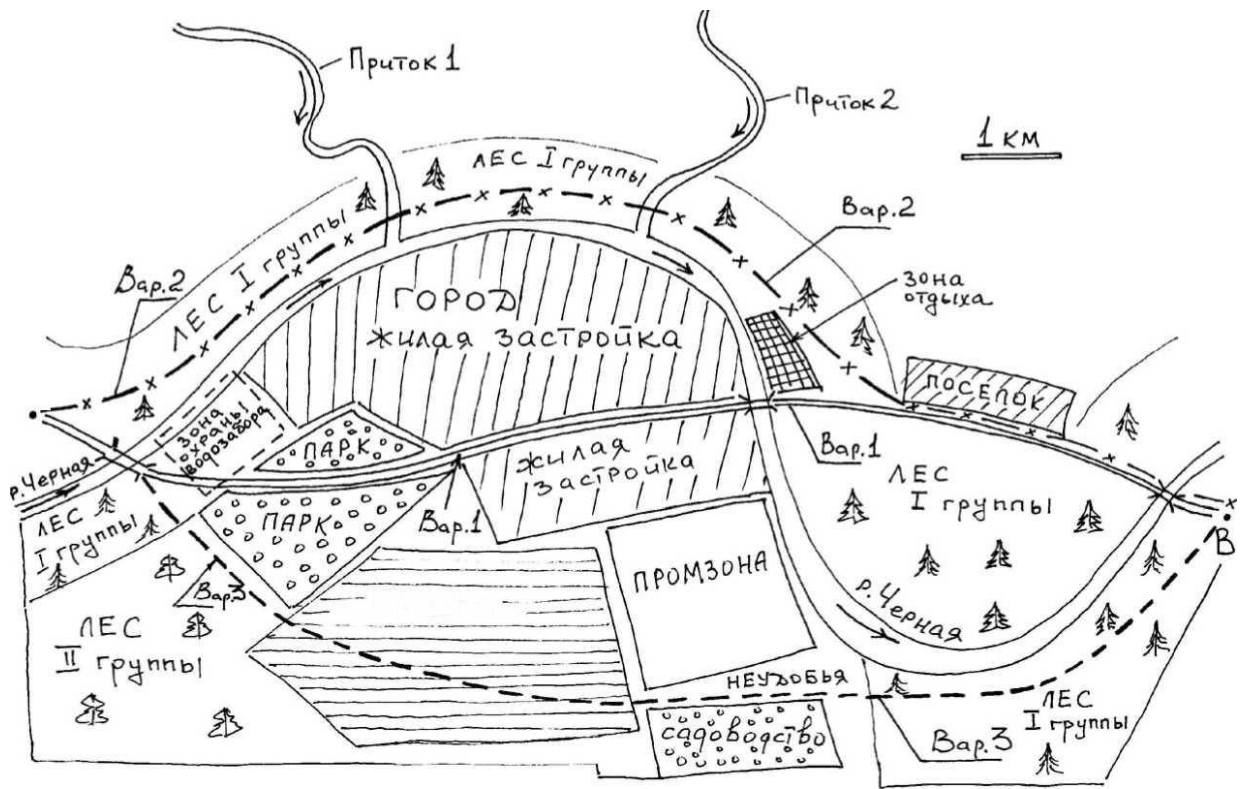 Приток 1
Приток 2
1 км
ЛЕС I группы
Вар.2
Вар.2
ЛЕС I группы
Зона
отдыха
ГОРОД
жилая застройка
ПОСЕЛОК
Зона
охраны
водозабора
ПАРК
р. Черная
ЖИЛАЯ
ЗАСТРОЙКА
Вар.1
ЛЕС
I группы
ЛЕС
I группы
ПАРК
Вар.1
В
ПРОМЗОНА
Вар.3
р. Черная
ЛЕС
II группы
НЕУДОБЬЯ
ЛЕС
I группы
садоводство
Вар.3